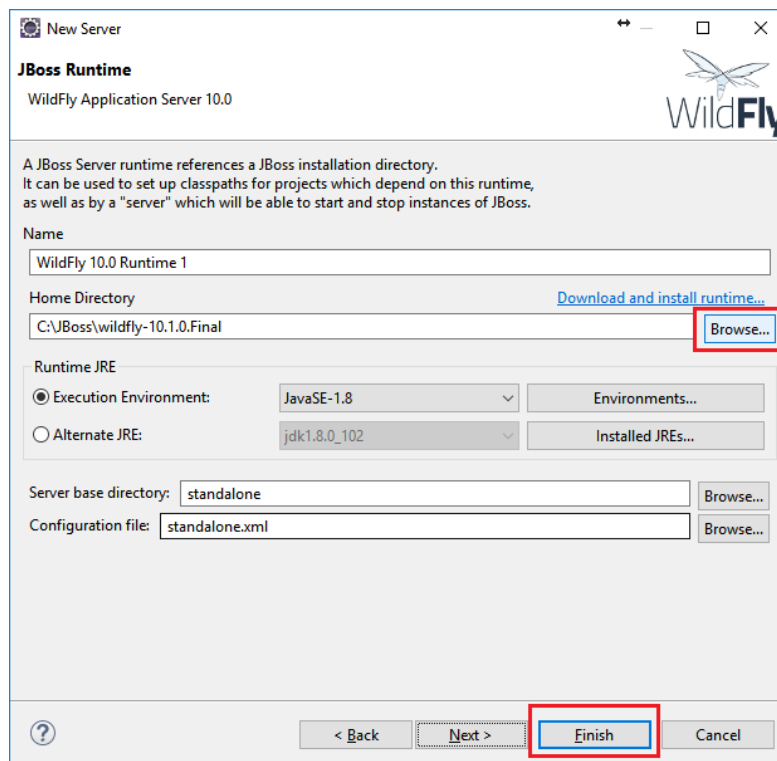 New Server
JBoss Runtime
WildFly Application Server 10.0
WildFly
A JBoss Server runtime references a JBoss installation directory.
It can be used to set up classpaths for projects which depend on this runtime,
as well as by a "server" which will be able to start and stop instances of JBoss.
Name
WildFly 10.0 Runtime 1
Home Directory Download and install runtime...
C:\JBoss\wildfly-10.1.0.Final Browse...
Runtime JRE
Execution Environment: JavaSE-1.8 Environments...
Alternate JRE: jdk1.8.0_102 Installed JREs...
Server base directory: standalone Browse...
Configuration file: standalone.xml Browse...
? < Back Next > Finish Cancel